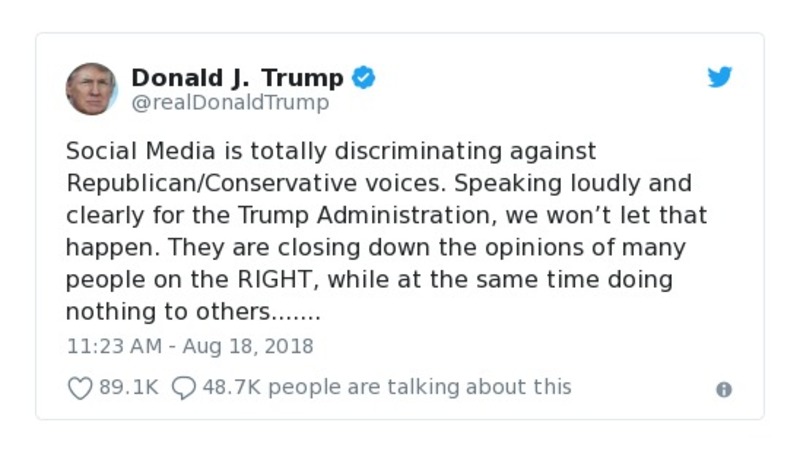 Donald J. Trump
@realDonaldTrump
Social Media is totally discriminating against
Republican/Conservative voices. Speaking loudly and
clearly for the Trump Administration, we won’t let that
happen. They are closing down the opinions of many
people on the RIGHT, while at the same time doing
nothing to others.......
11:23 AM - Aug 18, 2018
89.1K 48.7K people are talking about this